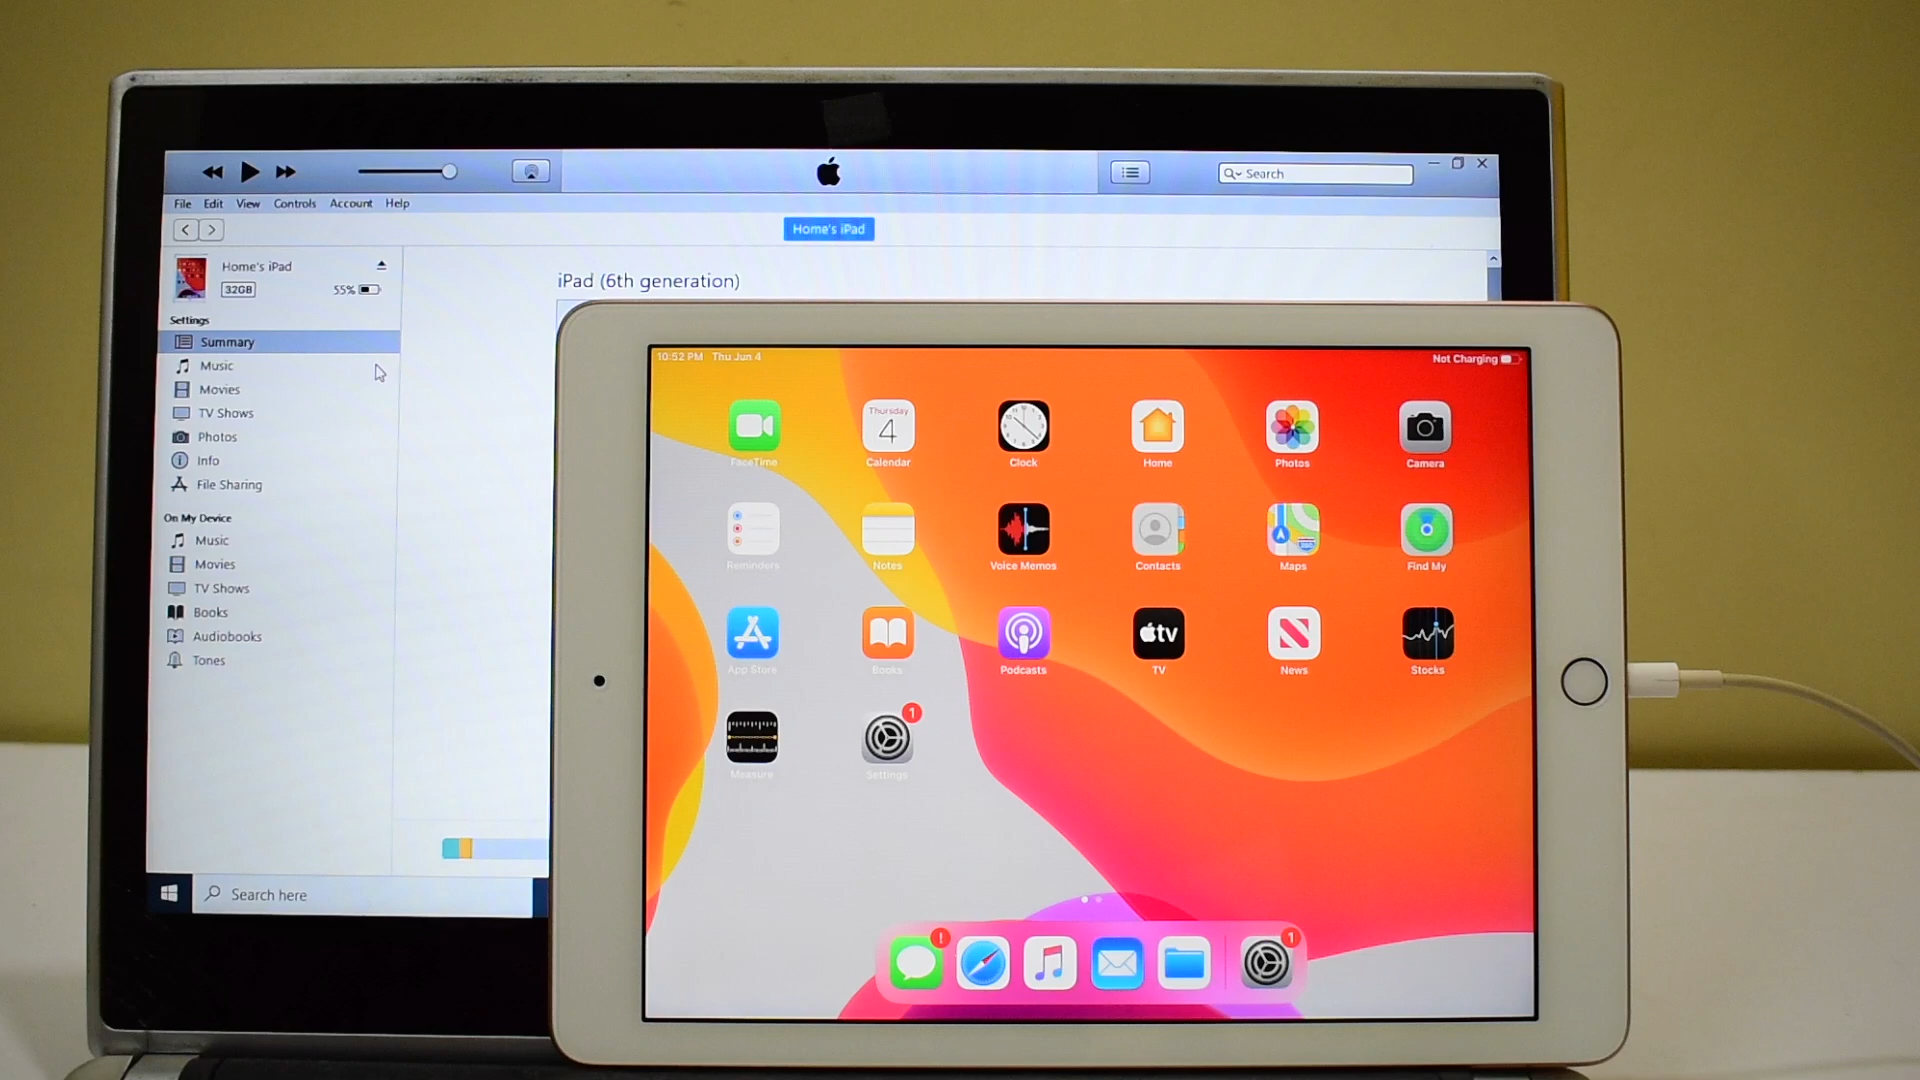 Search
File Edit View Controls Account Help
Home's iPad
Home's iPad
32GB 55%
iPad (6th generation)
Settings
Summary
Music
Movies
TV Shows
Photos
Info
File Sharing
On My Device
Music
Movies
TV Shows
Books
Audiobooks
Tones
Search here
10:52 PM Thu Jun 4
Not Charging
Thursday
4
FaceTime Calendar Clock Home Photos Camera
Reminders Notes Voice Memos Contacts Maps Find My
tv
App Store Books Podcasts TV News Stocks
1
Measure Settings
! 1